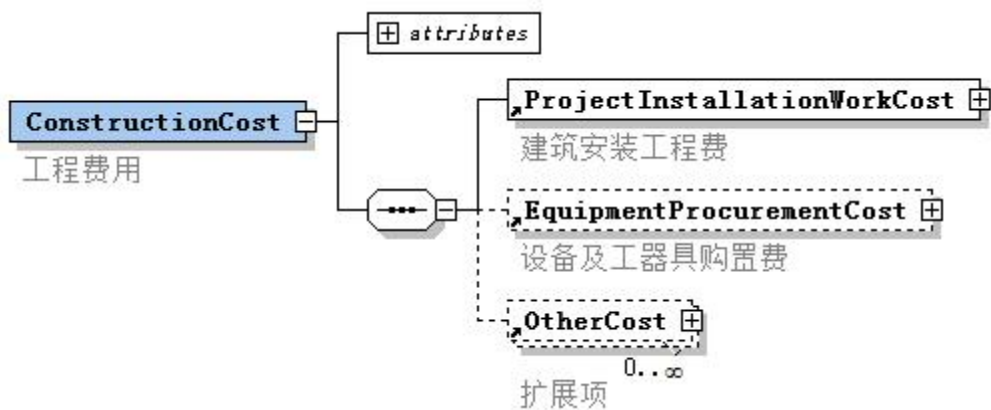 attributes
ConstructionCost
工程费用
ProjectInstallationWorkCost
建筑安装工程费
EquipmentProcurementCost
设备及工器具购置费
OtherCost
0..∞
扩展项